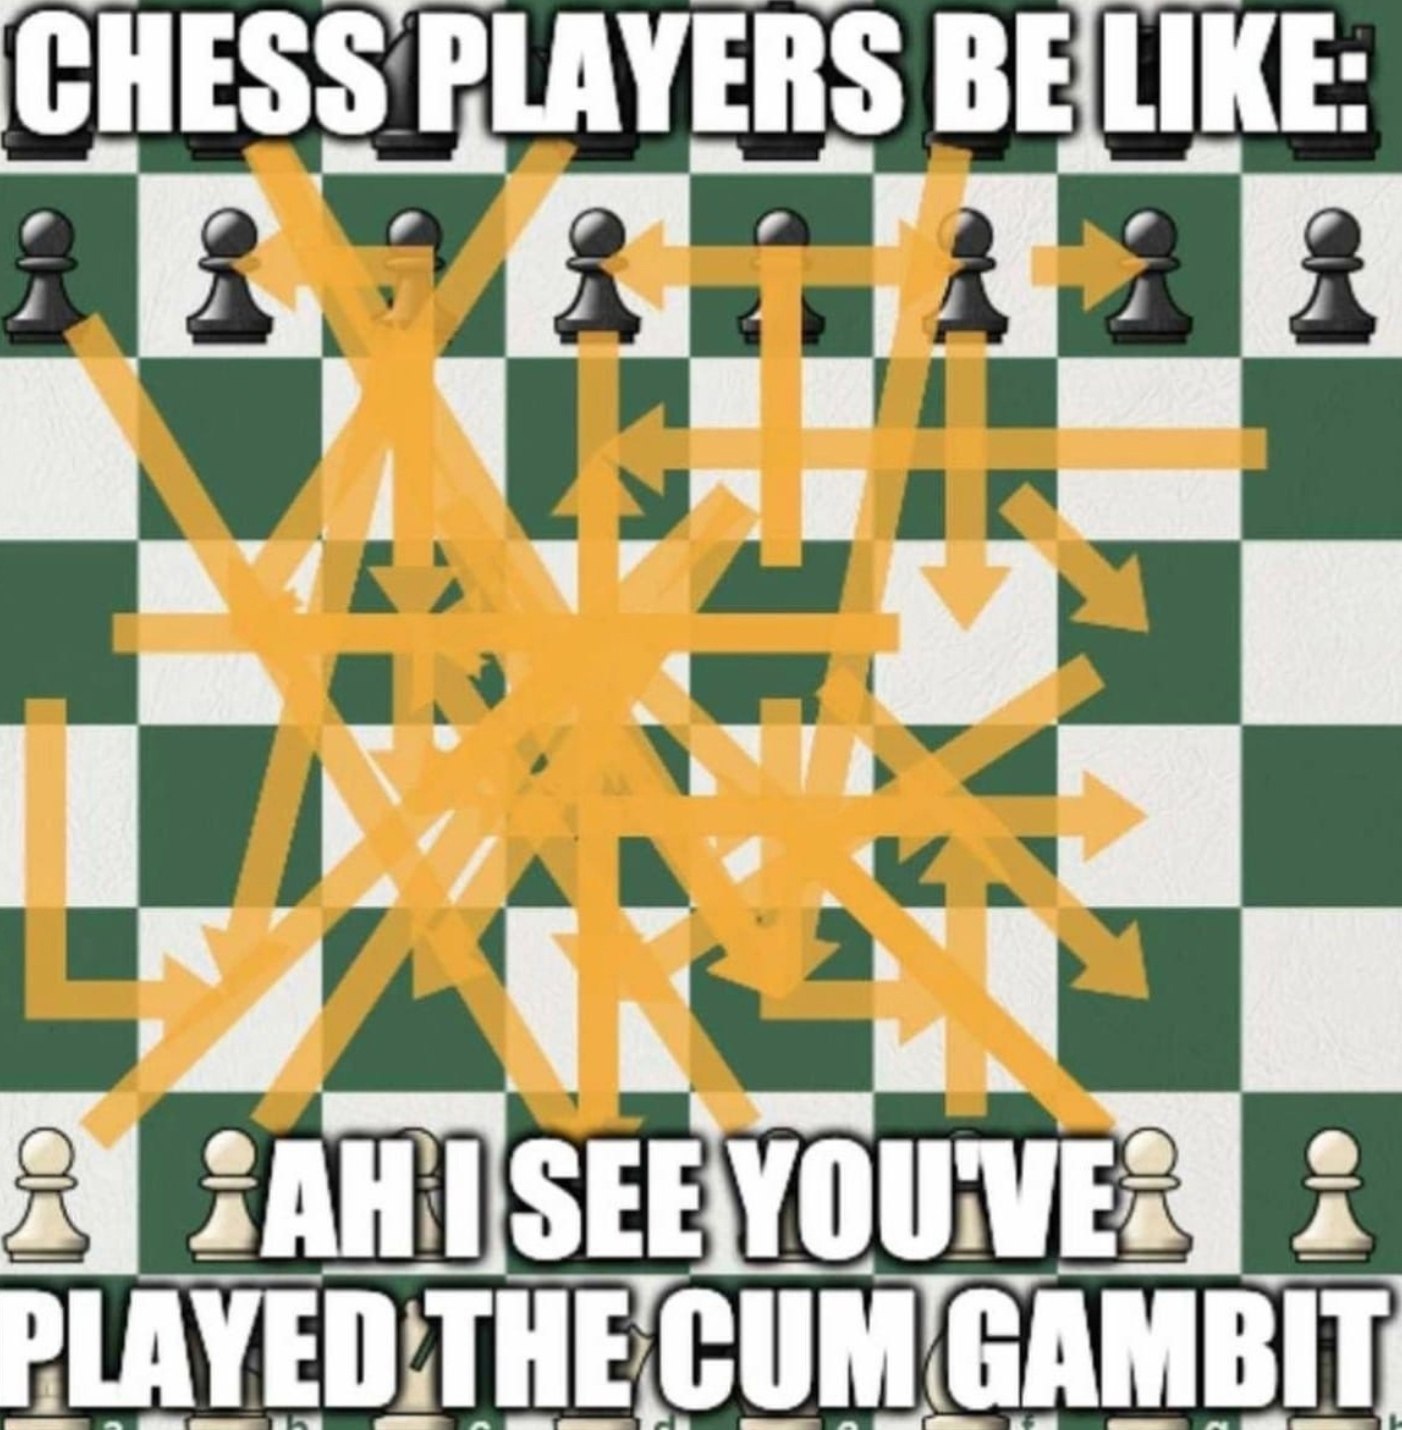 CHESS PLAYERS BE LIKE:
AH I SEE YOU'VE
PLAYED THE CUM GAMBIT
a b c d e f g h